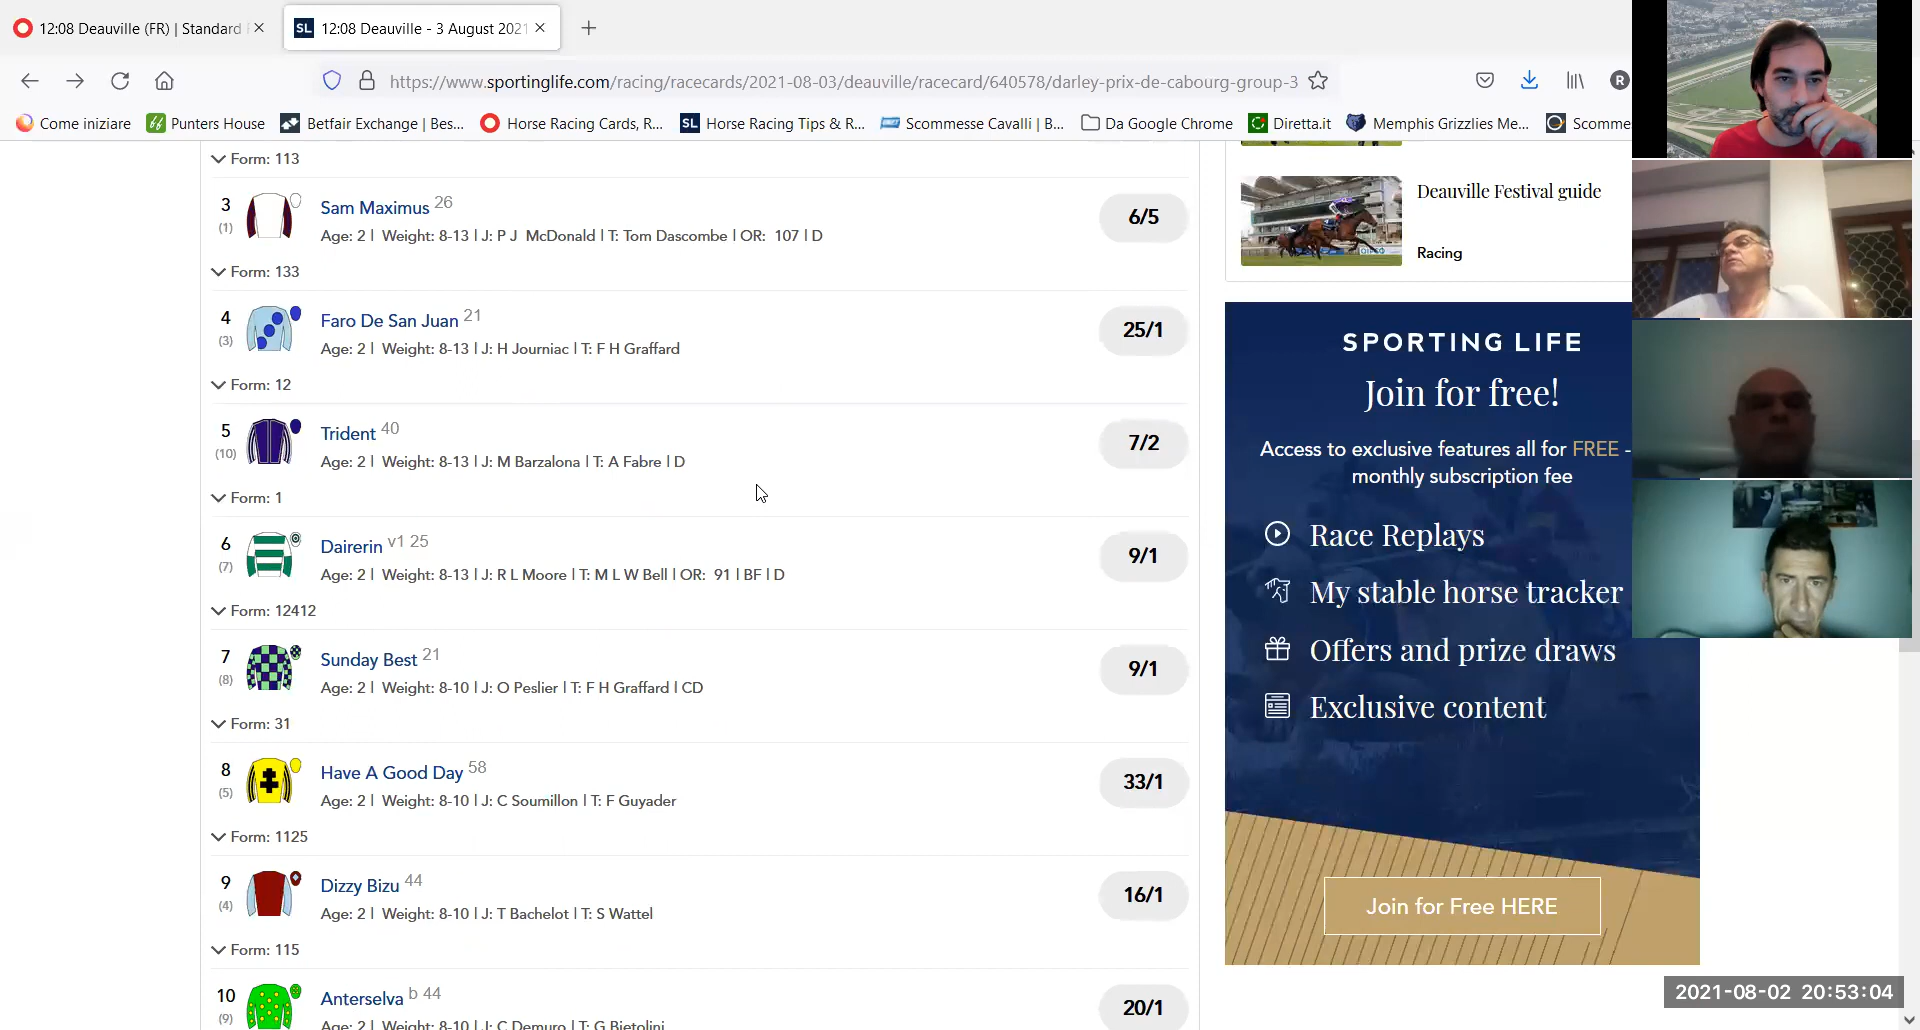 12:08 Deauville (FR) | Standard
SL 12:08 Deauville - 3 August 2021
https://www.sportinglife.com/racing/racecards/2021-08-03/deauville/racecard/640578/darley-prix-de-cabourg-group-3
R
Come iniziare
Punters House
Betfair Exchange | Bes...
Horse Racing Cards, R...
SL Horse Racing Tips & R...
Scommesse Cavalli | B...
Da Google Chrome
Diretta.it
Memphis Grizzlies Me...
Scomme
Form: 113
3
(1)
Sam Maximus 26
Age: 2 | Weight: 8-13 | J: P J McDonald | T: Tom Dascombe | OR: 107 | D
6/5
Form: 133
4
(3)
Faro De San Juan 21
Age: 2 | Weight: 8-13 | J: H Journiac | T: F H Graffard
25/1
Form: 12
5
(10)
Trident 40
Age: 2 | Weight: 8-13 | J: M Barzalona | T: A Fabre | D
7/2
Form: 1
6
(7)
Dairerin v1 25
Age: 2 | Weight: 8-13 | J: R L Moore | T: M L W Bell | OR: 91 | BF | D
9/1
Form: 12412
7
(8)
Sunday Best 21
Age: 2 | Weight: 8-10 | J: O Peslier | T: F H Graffard | CD
9/1
Form: 31
8
(5)
Have A Good Day 58
Age: 2 | Weight: 8-10 | J: C Soumillon | T: F Guyader
33/1
Form: 1125
9
(4)
Dizzy Bizu 44
Age: 2 | Weight: 8-10 | J: T Bachelot | T: S Wattel
16/1
Form: 115
10
(9)
Anterselva b 44
Age: 2 | Weight: 8-10 | J: C Demuro | T: G Bietolini
20/1
Deauville Festival guide
Racing
SPORTING LIFE
Join for free!
Access to exclusive features all for FREE -
monthly subscription fee
Race Replays
My stable horse tracker
Offers and prize draws
Exclusive content
Join for Free HERE
2021-08-02 20:53:04